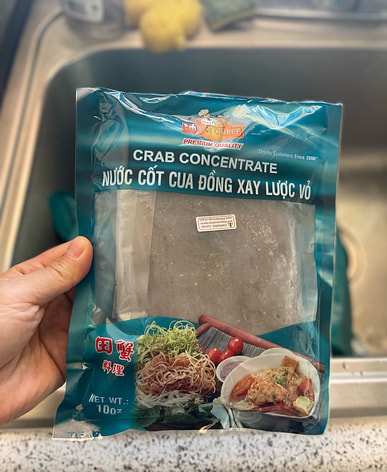 PREMIUM QUALITY
CRAB CONCENTRATE
NƯỚC CỐT CUA ĐỒNG XAY LƯỢC VỎ
田蟹
料理
NET WT.:
10oz